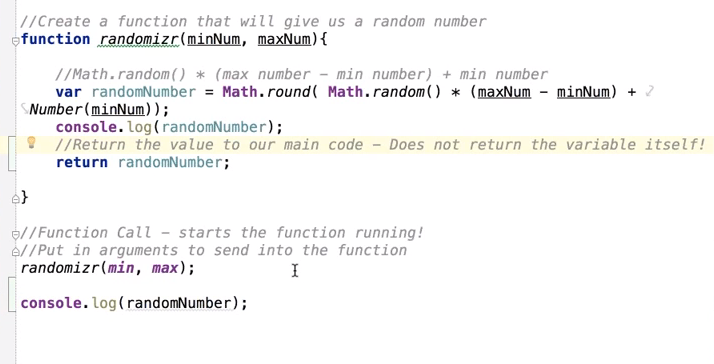 //Create a function that will give us a random number
function randomizr(minNum, maxNum){
//Math.random() * (max number - min number) + min number
var randomNumber = Math.round( Math.random() * (maxNum - minNum) +
Number(minNum));
console.log(randomNumber);
//Return the value to our main code - Does not return the variable itself!
return randomNumber;
}
//Function Call - starts the function running!
//Put in arguments to send into the function
randomizr(min, max);
console.log(randomNumber);